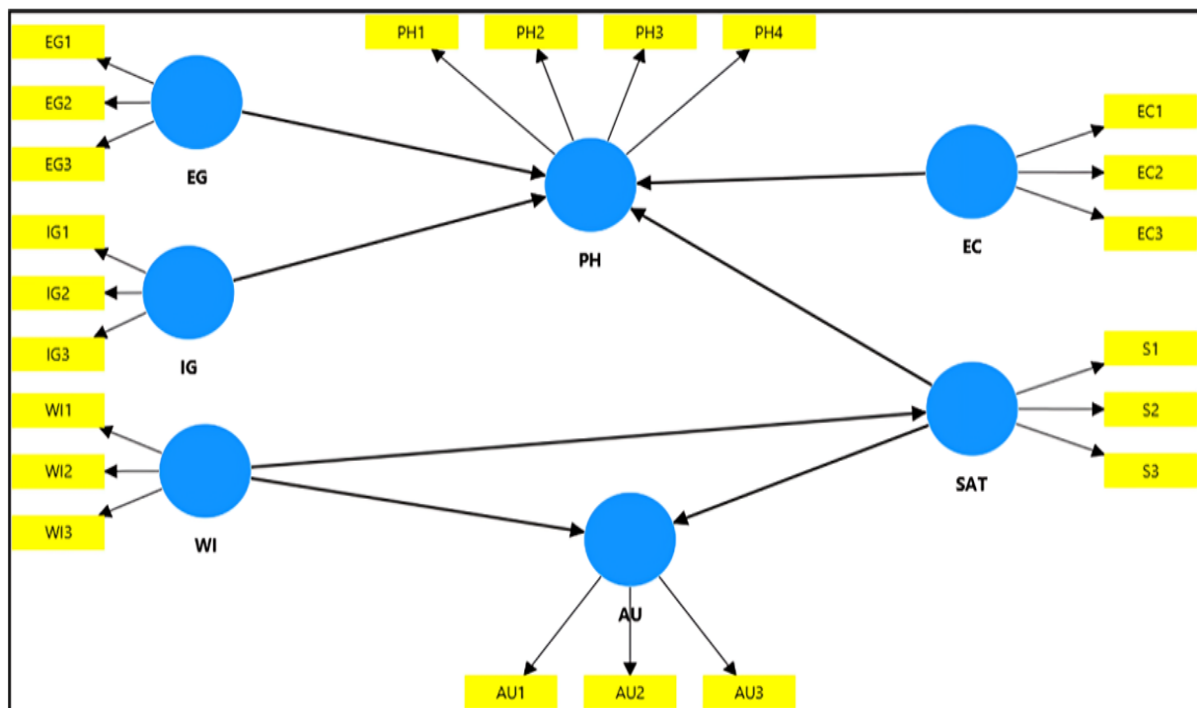 EG1
EG2
EG3
EG
PH1
PH2
PH3
PH4
PH
EC1
EC2
EC3
EC
IG1
IG2
IG3
IG
WI1
WI2
WI3
WI
S1
S2
S3
SAT
AU
AU1
AU2
AU3